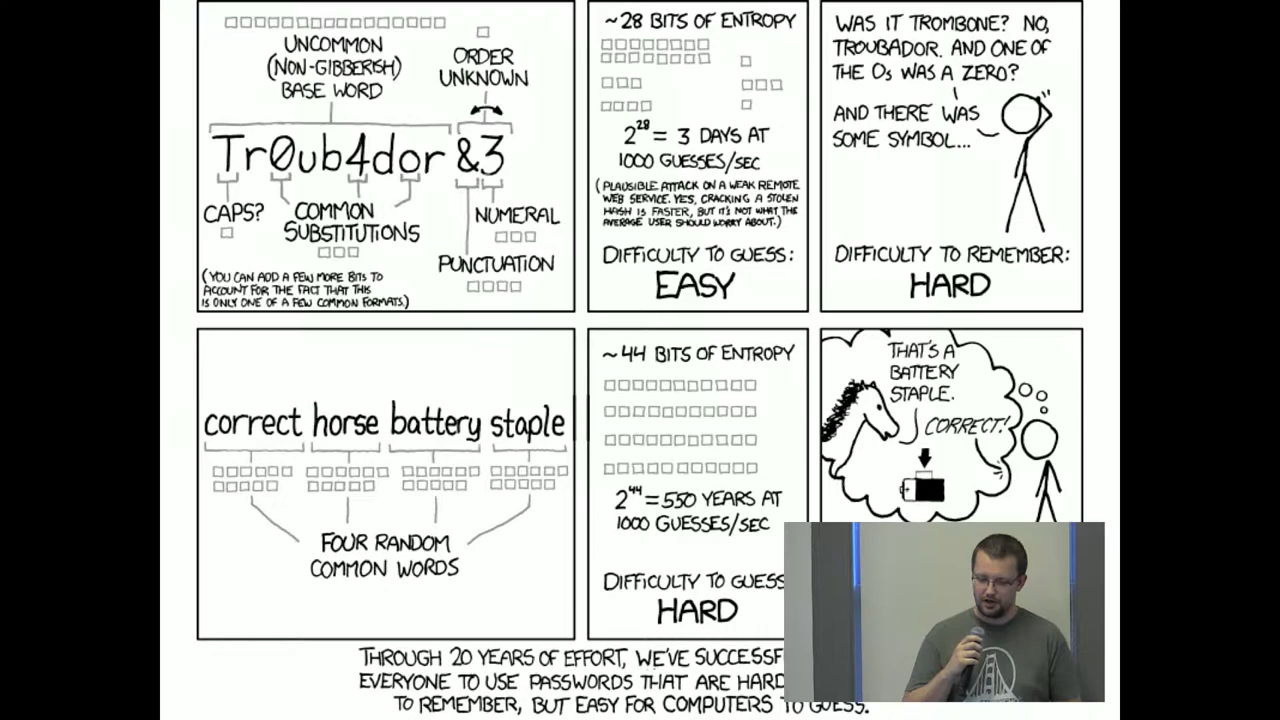 UNCOMMON
(NON-GIBBERISH)
BASE WORD
ORDER
UNKNOWN
Tr0ub4dor &3
CAPS?
COMMON
SUBSTITUTIONS
NUMERAL
PUNCTUATION
(YOU CAN ADD A FEW MORE BITS TO
ACCOUNT FOR THE FACT THAT THIS
IS ONLY ONE OF A FEW COMMON FORMATS.)
~28 BITS OF ENTROPY
2^28 = 3 DAYS AT
1000 GUESSES/SEC
(PLAUSIBLE ATTACK ON A WEAK REMOTE
WEB SERVICE. YES, CRACKING A STOLEN
HASH IS FASTER, BUT IT'S NOT WHAT THE
AVERAGE USER SHOULD WORRY ABOUT.)
DIFFICULTY TO GUESS:
EASY
WAS IT TROMBONE? NO,
TROUBADOR. AND ONE OF
THE Os WAS A ZERO?
AND THERE WAS
SOME SYMBOL...
DIFFICULTY TO REMEMBER:
HARD
correct horse battery staple
FOUR RANDOM
COMMON WORDS
~44 BITS OF ENTROPY
2^44 = 550 YEARS AT
1000 GUESSES/SEC
DIFFICULTY TO GUESS
HARD
THAT'S A
BATTERY
STAPLE.
CORRECT!
THROUGH 20 YEARS OF EFFORT, WE'VE SUCCESSF
EVERYONE TO USE PASSWORDS THAT ARE HARD
TO REMEMBER, BUT EASY FOR COMPUTERS TO GUESS.